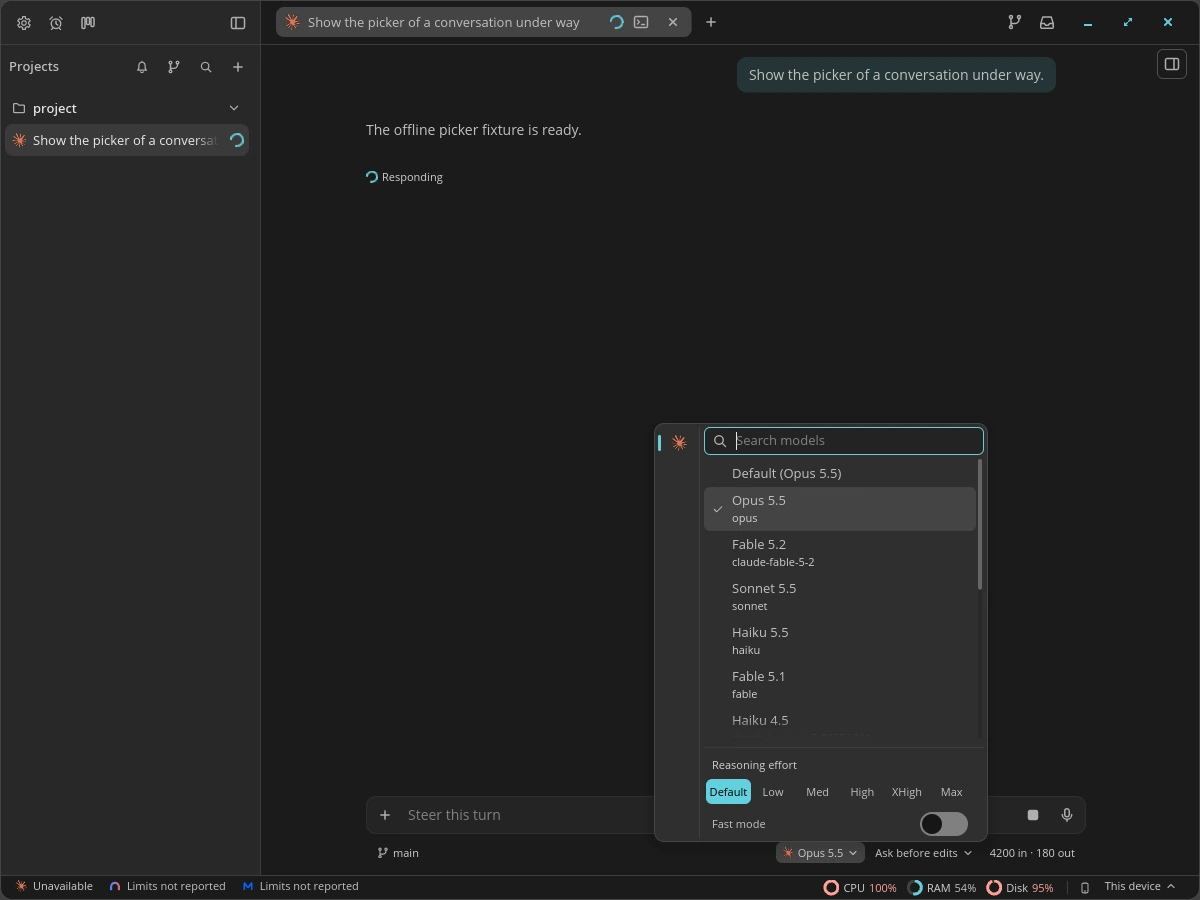 Show the picker of a conversation under way
Projects
project
Show the picker of a conversat
Show the picker of a conversation under way.
The offline picker fixture is ready.
Responding
Search models
Default (Opus 5.5)
Opus 5.5
opus
Fable 5.2
claude-fable-5-2
Sonnet 5.5
sonnet
Haiku 5.5
haiku
Fable 5.1
fable
Haiku 4.5
Reasoning effort
Default Low Med High XHigh Max
Fast mode
Steer this turn
main
Opus 5.5 Ask before edits 4200 in · 180 out
Unavailable Limits not reported Limits not reported
CPU 100% RAM 54% Disk 95% This device